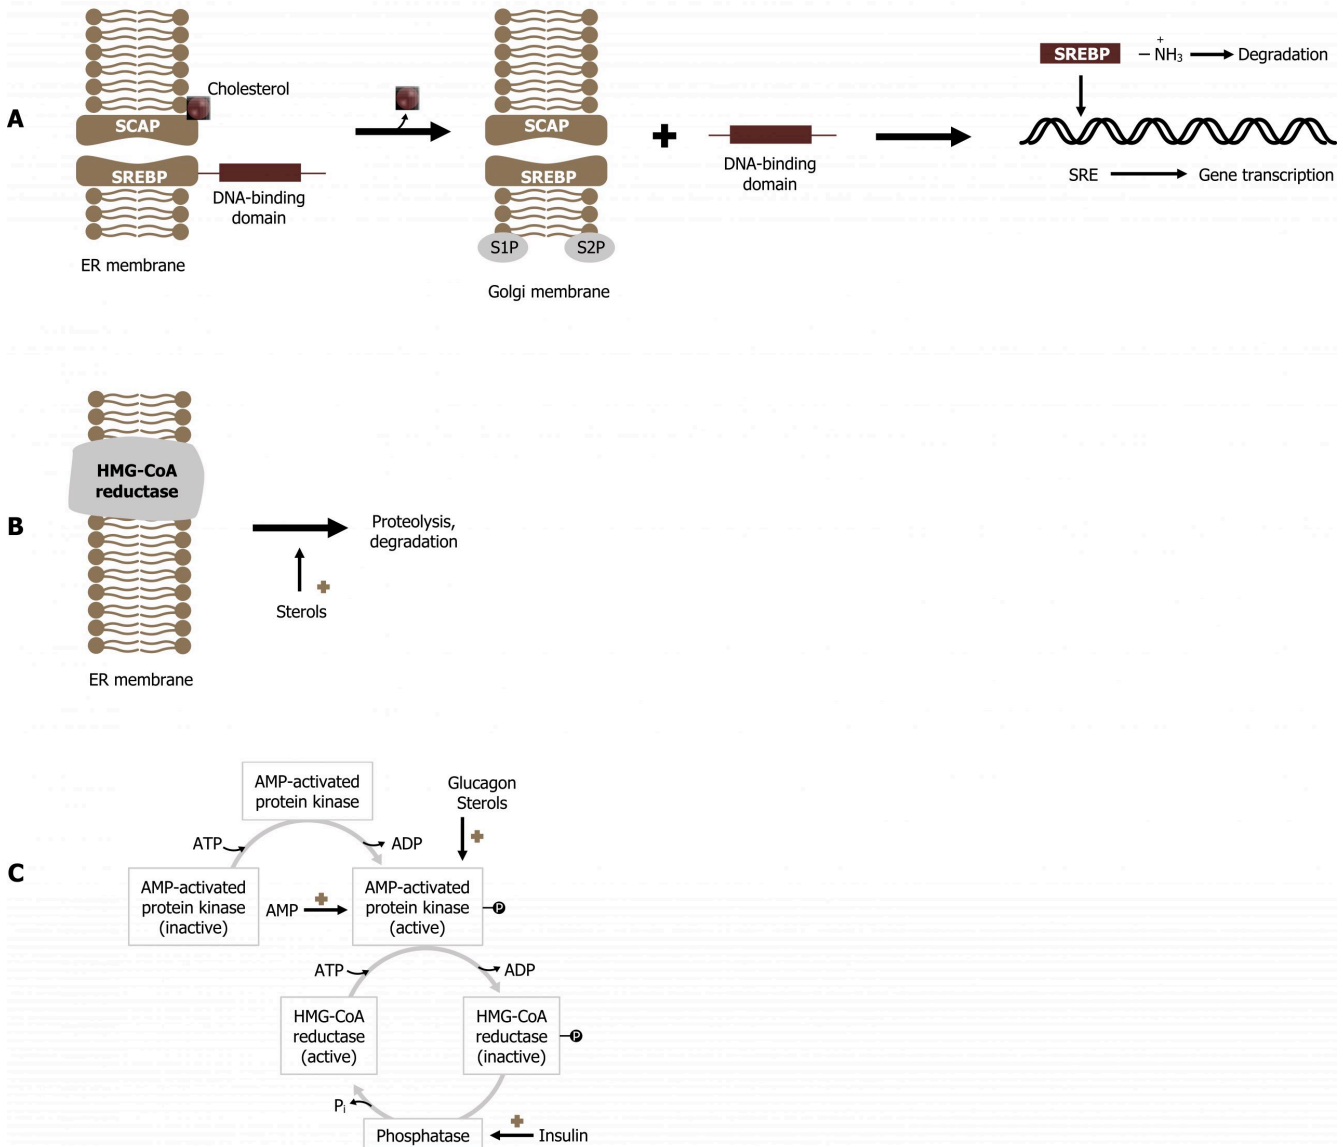 A
SCAP
Cholesterol
SREBP
DNA-binding
domain
ER membrane
SCAP
SREBP
S1P
S2P
Golgi membrane
DNA-binding
domain
SREBP
+
– NH3
Degradation
SRE
Gene transcription
B
HMG-CoA
reductase
ER membrane
Proteolysis,
degradation
Sterols
C
AMP-activated
protein kinase
Glucagon
Sterols
ATP
ADP
AMP-activated
protein kinase
(inactive)
AMP
AMP-activated
protein kinase
(active)
P
ATP
ADP
HMG-CoA
reductase
(active)
HMG-CoA
reductase
(inactive)
P
Pi
Phosphatase
Insulin